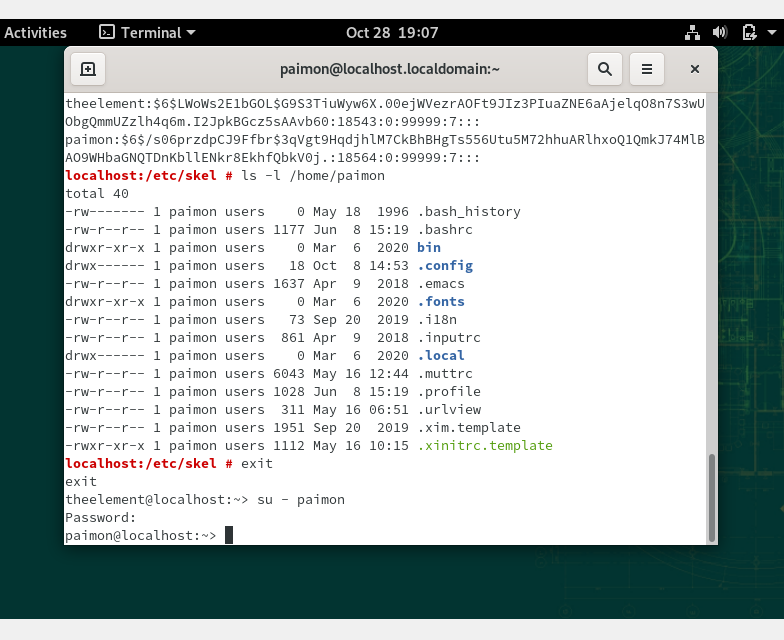 Activities Terminal Oct 28 19:07
paimon@localhost.localdomain:~
theelement:$6$LWoWs2E1bGOL$G9S3TiuWyw6X.00ejWVezrAOFt9JIz3PIuaZNE6aAjelqO8n7S3wU
ObgQmmUZzlh4q6m.I2JpkBGcz5sAAvb60:18543:0:99999:7:::
paimon:$6$/s06przdpCJ9Ffbr$3qVgt9HqdjhlM7CkBhBHgTs556Utu5M72hhuARlhxoQ1QmkJ74MlB
AO9WHbaGNQTDnKbllENkr8EkhfQbkV0j.:18564:0:99999:7:::
localhost:/etc/skel # ls -l /home/paimon
total 40
-rw------- 1 paimon users    0 May 18  1996 .bash_history
-rw-r--r-- 1 paimon users 1177 Jun  8 15:19 .bashrc
drwxr-xr-x 1 paimon users    0 Mar  6  2020 bin
drwx------ 1 paimon users   18 Oct  8 14:53 .config
-rw-r--r-- 1 paimon users 1637 Apr  9  2018 .emacs
drwxr-xr-x 1 paimon users    0 Mar  6  2020 .fonts
-rw-r--r-- 1 paimon users   73 Sep 20  2019 .i18n
-rw-r--r-- 1 paimon users  861 Apr  9  2018 .inputrc
drwx------ 1 paimon users    0 Mar  6  2020 .local
-rw-r--r-- 1 paimon users 6043 May 16 12:44 .muttrc
-rw-r--r-- 1 paimon users 1028 Jun  8 15:19 .profile
-rw-r--r-- 1 paimon users  311 May 16 06:51 .urlview
-rw-r--r-- 1 paimon users 1951 Sep 20  2019 .xim.template
-rwxr-xr-x 1 paimon users 1112 May 16 10:15 .xinitrc.template
localhost:/etc/skel # exit
exit
theelement@localhost:~> su - paimon
Password:
paimon@localhost:~>